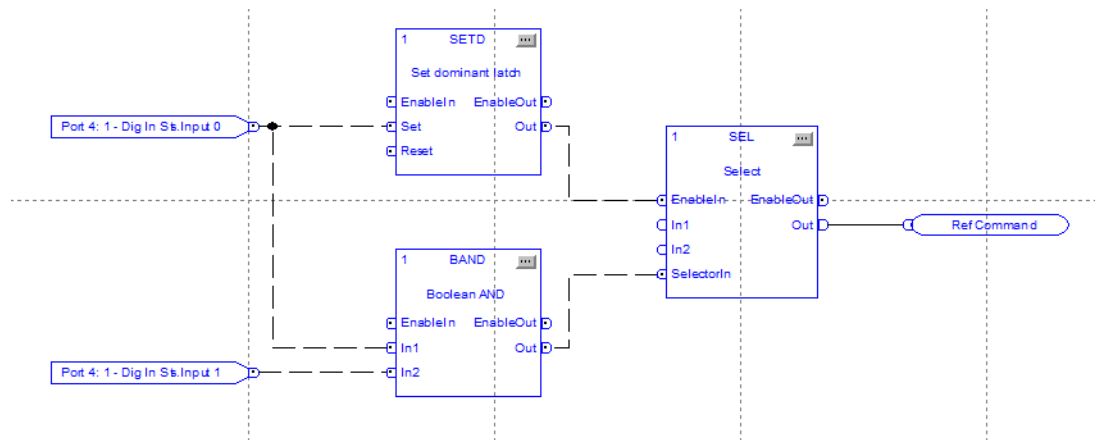 1 SETD ...
Set dominant latch
EnableIn EnableOut
Port 4: 1 - Dig In Sts.Input 0
Set Out
Reset
1 SEL ...
Select
EnableIn EnableOut
In1 Out
Ref Command
In2
SelectorIn
1 BAND ...
Boolean AND
EnableIn EnableOut
In1 Out
Port 4: 1 - Dig In Sts.Input 1
In2